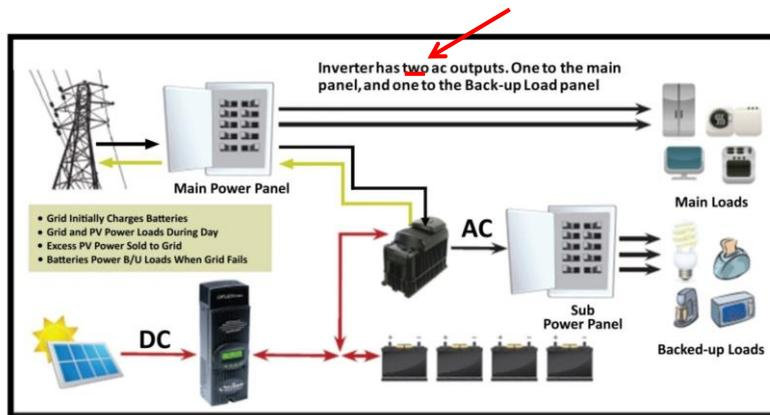 Inverter has two ac outputs. One to the main
panel, and one to the Back-up Load panel
Main Power Panel
Main Loads
• Grid Initially Charges Batteries
• Grid and PV Power Loads During Day
• Excess PV Power Sold to Grid
• Batteries Power B/U Loads When Grid Fails
AC
Sub
Power Panel
Backed-up Loads
DC